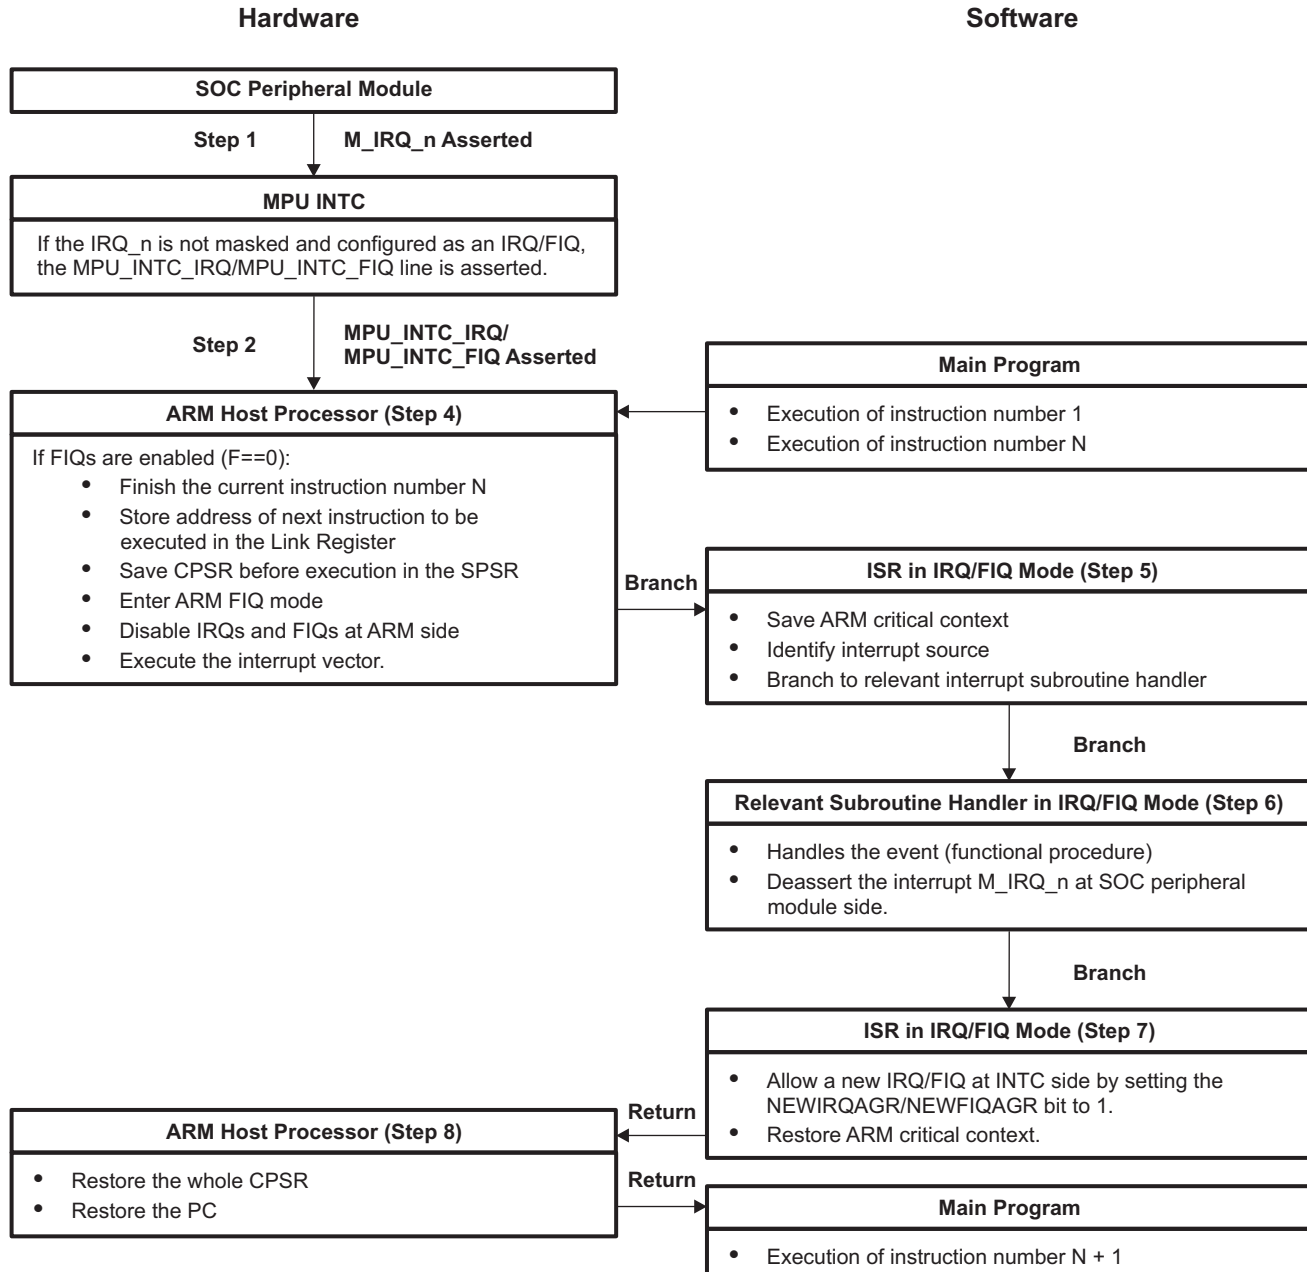 Hardware
Software
SOC Peripheral Module
Step 1
M_IRQ_n Asserted
MPU INTC
If the IRQ_n is not masked and configured as an IRQ/FIQ,
the MPU_INTC_IRQ/MPU_INTC_FIQ line is asserted.
Step 2
MPU_INTC_IRQ/
MPU_INTC_FIQ Asserted
Main Program
• Execution of instruction number 1
• Execution of instruction number N
ARM Host Processor (Step 4)
If FIQs are enabled (F==0):
• Finish the current instruction number N
• Store address of next instruction to be
executed in the Link Register
• Save CPSR before execution in the SPSR
• Enter ARM FIQ mode
• Disable IRQs and FIQs at ARM side
• Execute the interrupt vector.
Branch
ISR in IRQ/FIQ Mode (Step 5)
• Save ARM critical context
• Identify interrupt source
• Branch to relevant interrupt subroutine handler
Branch
Relevant Subroutine Handler in IRQ/FIQ Mode (Step 6)
• Handles the event (functional procedure)
• Deassert the interrupt M_IRQ_n at SOC peripheral
module side.
Branch
ISR in IRQ/FIQ Mode (Step 7)
• Allow a new IRQ/FIQ at INTC side by setting the
NEWIRQAGR/NEWFIQAGR bit to 1.
• Restore ARM critical context.
Return
ARM Host Processor (Step 8)
• Restore the whole CPSR
• Restore the PC
Return
Main Program
• Execution of instruction number N + 1